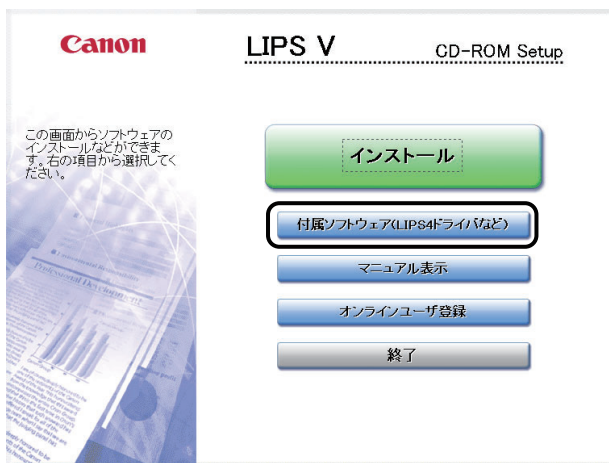 Canon
LIPS V
CD-ROM Setup
この画面からソフトウェアの
インストールなどができま
す。右の項目から選択してく
ださい。
インストール
付属ソフトウェア(LIPS4ドライバなど)
マニュアル表示
オンラインユーザ登録
終了
Professional Development